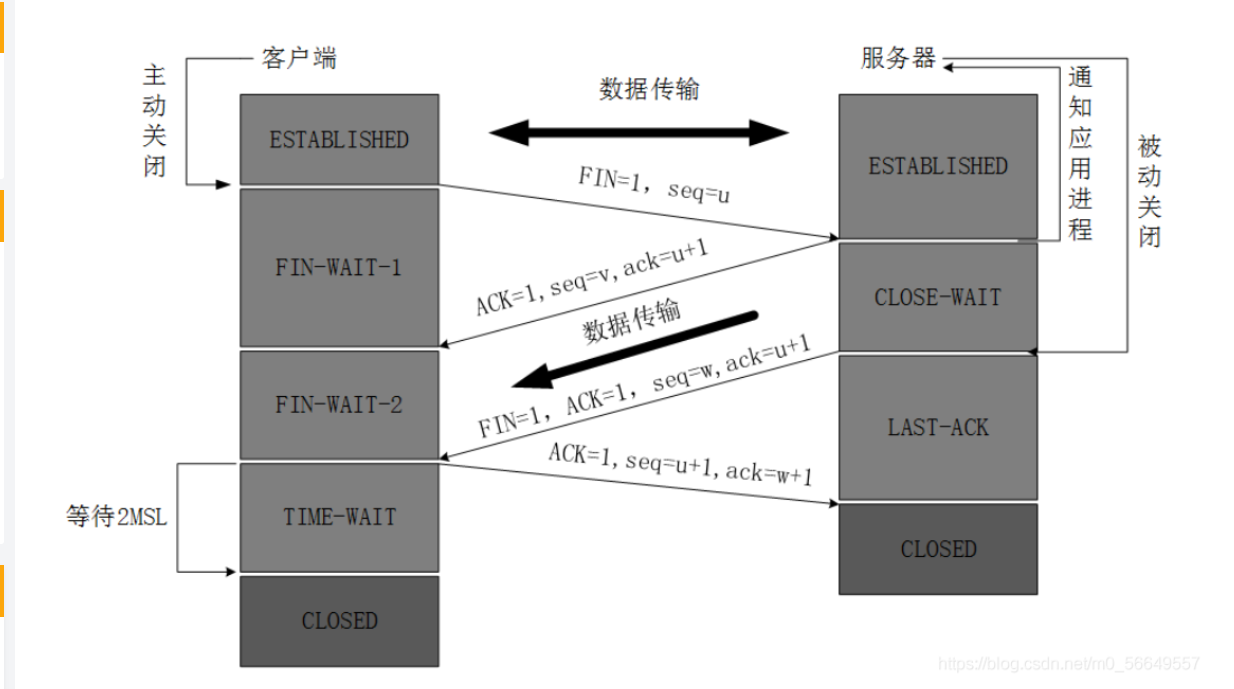 客户端
服务器
主动关闭
数据传输
通知应用进程
被动关闭
ESTABLISHED
ESTABLISHED
FIN=1, seq=u
FIN-WAIT-1
ACK=1,seq=v,ack=u+1
CLOSE-WAIT
数据传输
FIN-WAIT-2
FIN=1, ACK=1, seq=w,ack=u+1
LAST-ACK
ACK=1,seq=u+1,ack=w+1
等待2MSL
TIME-WAIT
CLOSED
CLOSED
https://blog.csdn.net/m0_56649557